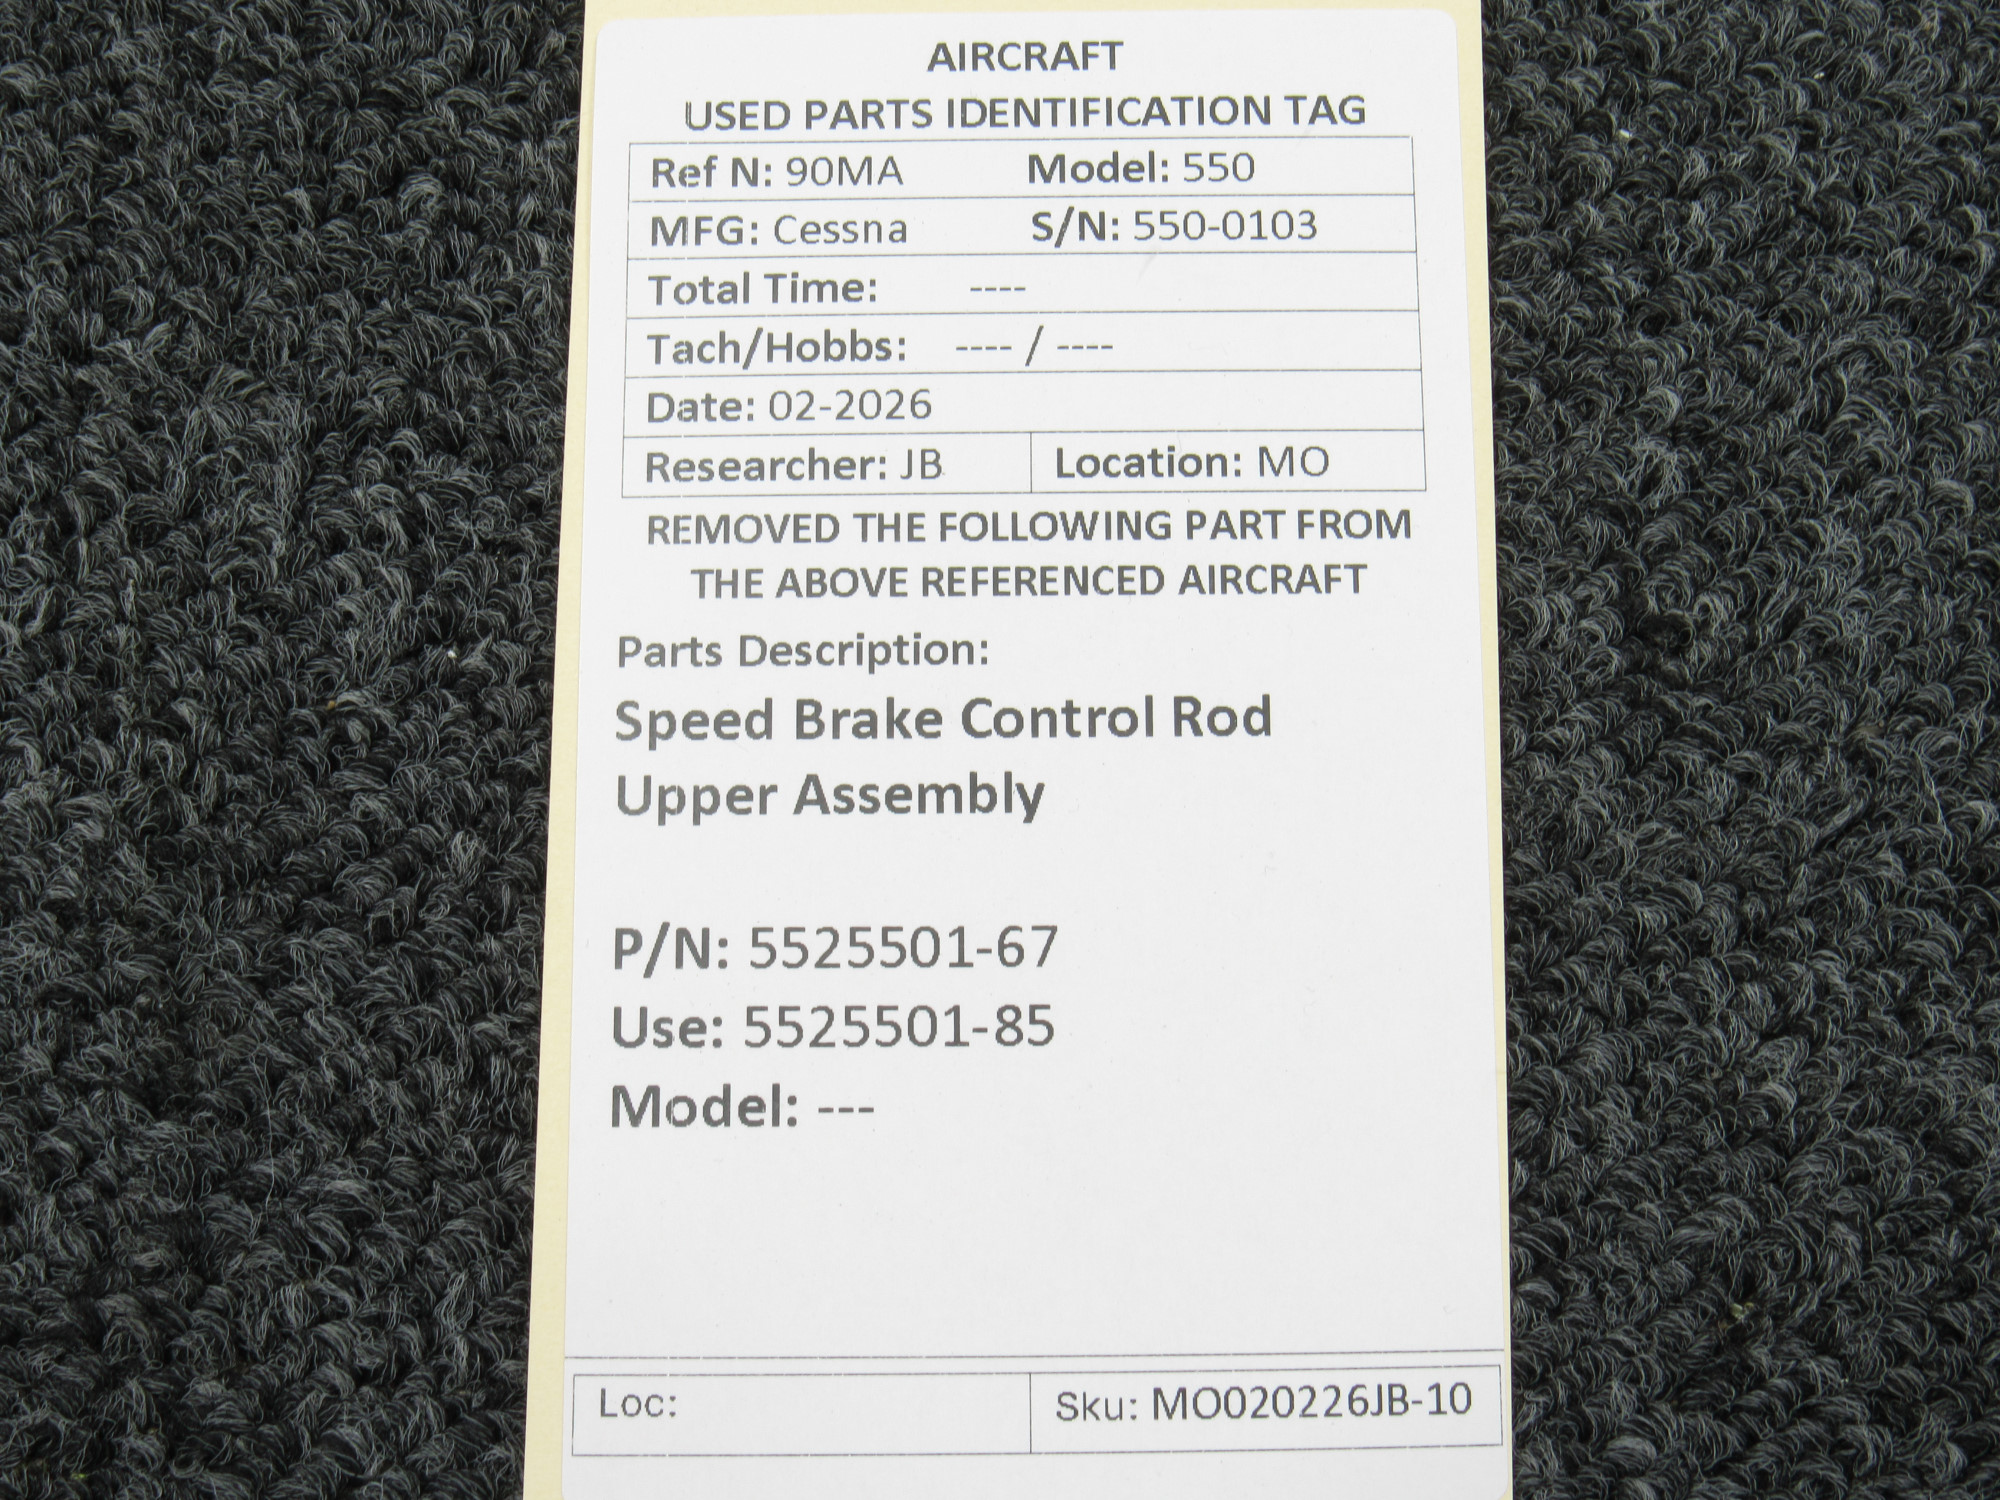 AIRCRAFT
USED PARTS IDENTIFICATION TAG
Ref N: 90MA Model: 550
MFG: Cessna S/N: 550-0103
Total Time: ----
Tach/Hobbs: ---- / ----
Date: 02-2026
Researcher: JB Location: MO
REMOVED THE FOLLOWING PART FROM
THE ABOVE REFERENCED AIRCRAFT
Parts Description:
Speed Brake Control Rod
Upper Assembly
P/N: 5525501-67
Use: 5525501-85
Model: ---
Loc: Sku: MO020226JB-10